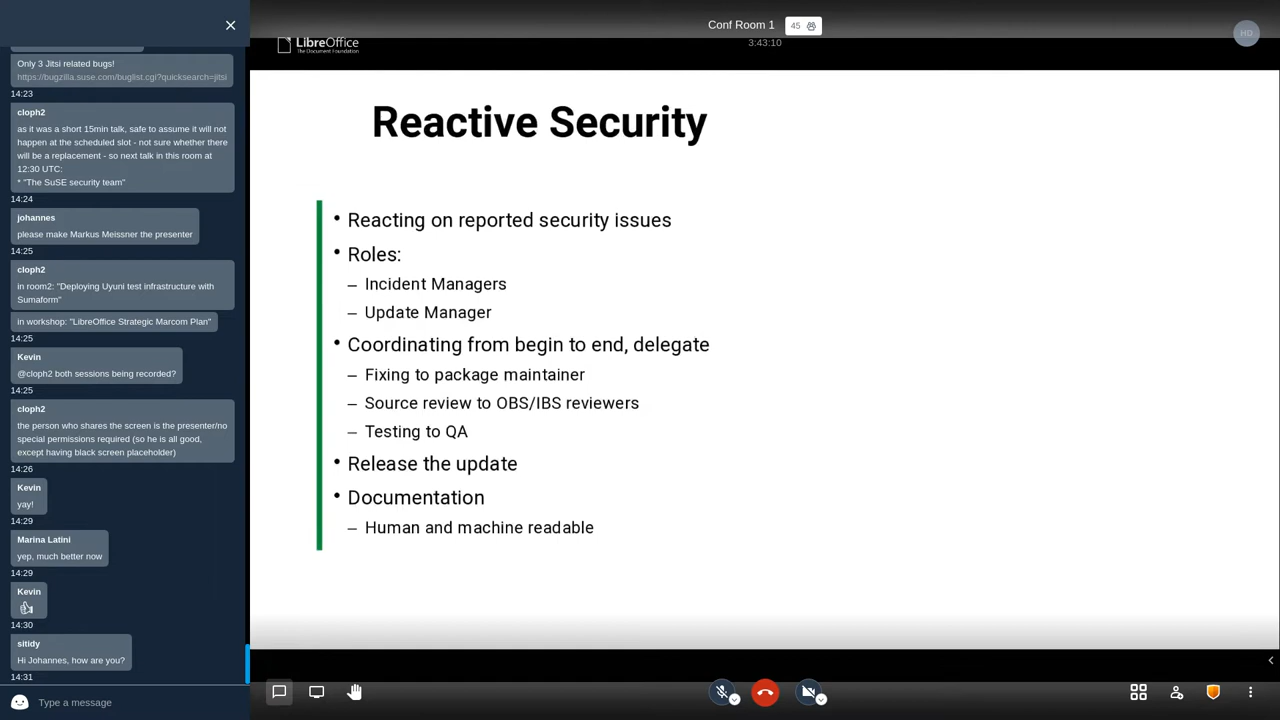 Only 3 Jitsi related bugs!
https://bugzilla.suse.com/buglist.cgi?quicksearch=jitsi
14:23
cloph2
as it was a short 15min talk, safe to assume it will not
happen at the scheduled slot - not sure whether there
will be a replacement - so next talk in this room at
12:30 UTC:
* "The SuSE security team"
14:24
johannes
please make Markus Meissner the presenter
14:25
cloph2
in room2: "Deploying Uyuni test infrastructure with
Sumaform"
in workshop: "LibreOffice Strategic Marcom Plan"
14:25
Kevin
@cloph2 both sessions being recorded?
14:25
cloph2
the person who shares the screen is the presenter/no
special permissions required (so he is all good,
except having black screen placeholder)
14:26
Kevin
yay!
14:29
Marina Latini
yep, much better now
14:29
Kevin
14:30
sitidy
Hi Johannes, how are you?
14:31
Type a message
Conf Room 1
45
3:43:10
HD
LibreOffice
The Document Foundation
Reactive Security
• Reacting on reported security issues
• Roles:
– Incident Managers
– Update Manager
• Coordinating from begin to end, delegate
– Fixing to package maintainer
– Source review to OBS/IBS reviewers
– Testing to QA
• Release the update
• Documentation
– Human and machine readable